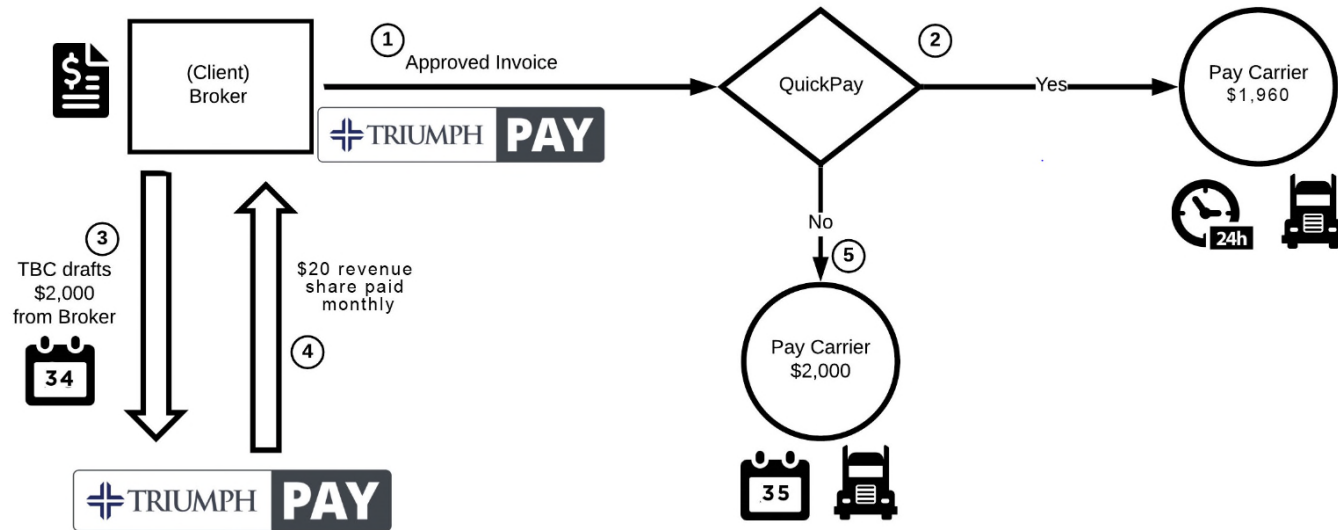 (Client)
Broker
1
Approved Invoice
TRIUMPH PAY
QuickPay
2
Yes
Pay Carrier
$1,960
24h
No
5
Pay Carrier
$2,000
35
3
TBC drafts
$2,000
from Broker
34
$20 revenue
share paid
monthly
4
TRIUMPH PAY